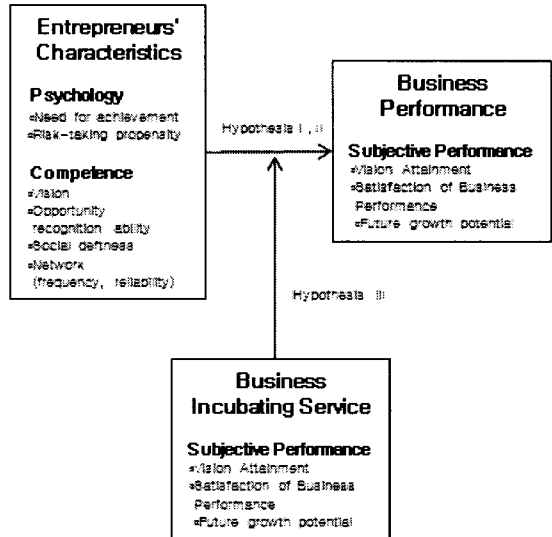 Entrepreneurs'
Characteristics
Psychology
Need for achievement
Risk-taking propensity
Competence
Vision
Opportunity
recognition ability
Social deftness
Network
(frequency, reliability)
Hypothesis I, II
Business
Performance
Subjective Performance
Vision Attainment
Satisfaction of Business
Performance
Future growth potential
Hypothesis III
Business
Incubating Service
Subjective Performance
Vision Attainment
Satisfaction of Business
Performance
Future growth potential